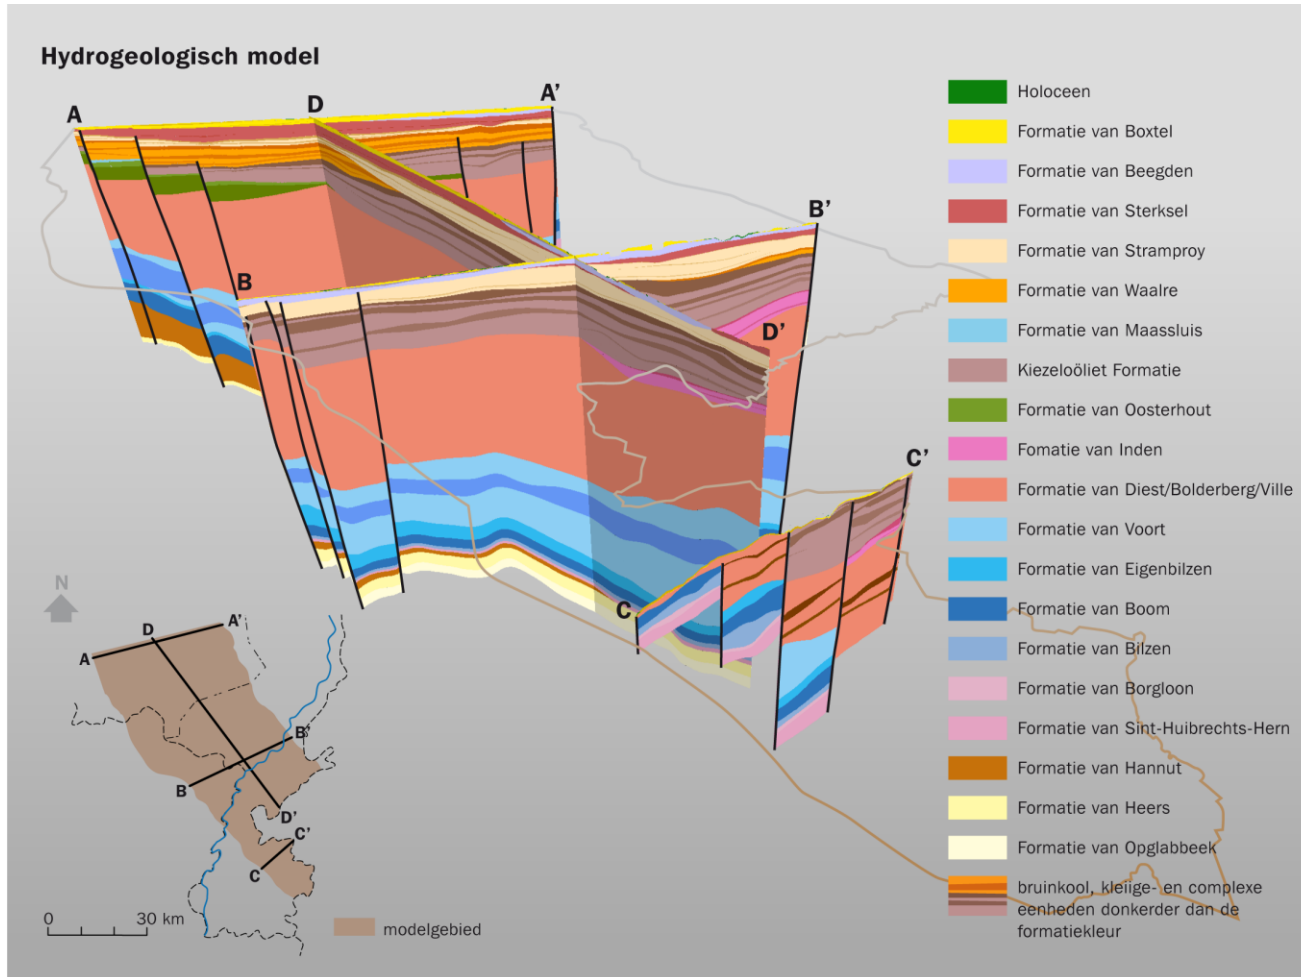 Hydrogeologisch model
A
D
A'
B
B'
D'
C
C'
Holoceen
Formatie van Boxtel
Formatie van Beegden
Formatie van Sterksel
Formatie van Stramproy
Formatie van Waalre
Formatie van Maassluis
Kiezeloöliet Formatie
Formatie van Oosterhout
Fomatie van Inden
Formatie van Diest/Bolderberg/Ville
Formatie van Voort
Formatie van Eigenbilzen
Formatie van Boom
Formatie van Bilzen
Formatie van Borgloon
Formatie van Sint-Huibrechts-Hern
Formatie van Hannut
Formatie van Heers
Formatie van Opglabbeek
bruinkool, kleiige- en complexe
eenheden donkerder dan de
formatiekleur
N
D
A'
A
B'
B
D'
C'
C
0 30 km
modelgebied